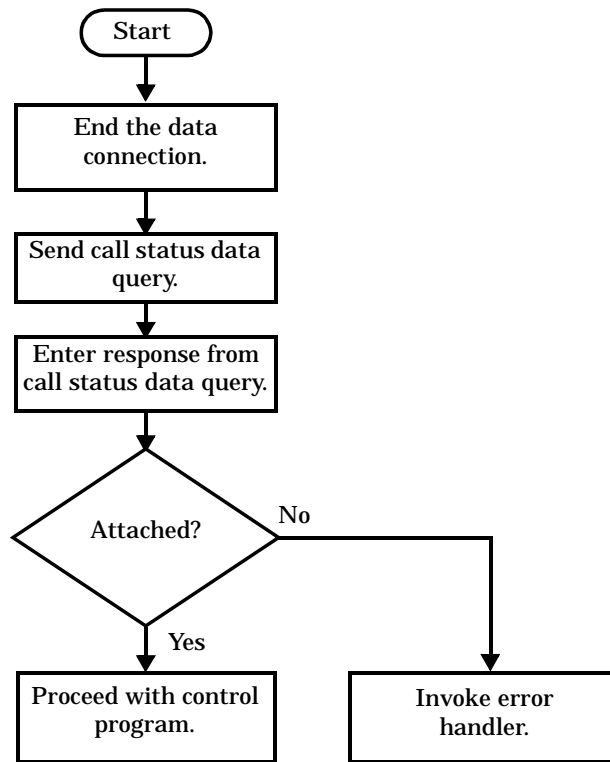 Start
End the data
connection.
Send call status data
query.
Enter response from
call status data query.
Attached?
No
Yes
Proceed with control
program.
Invoke error
handler.